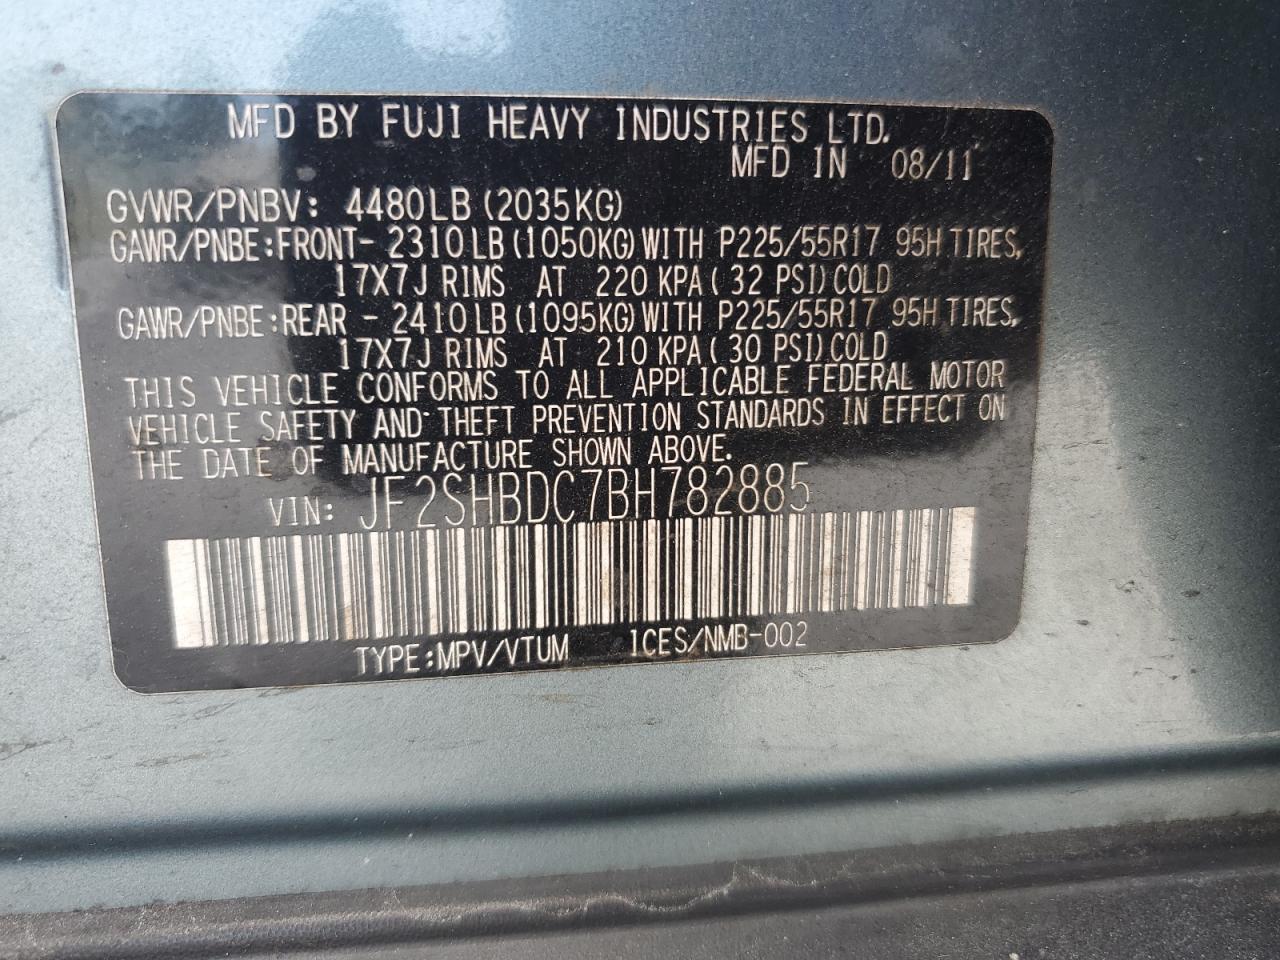 MFD BY FUJI HEAVY INDUSTRIES LTD.
MFD IN 08/11
GVWR/PNBV: 4480LB (2035KG)
GAWR/PNBE:FRONT- 2310LB(1050KG)WITH P225/55R17 95H TIRES,
17X7J RIMS AT 220 KPA( 32 PSI)COLD
GAWR/PNBE:REAR - 2410LB(1095KG)WITH P225/55R17 95H TIRES,
17X7J RIMS AT 210 KPA( 30 PSI)COLD
THIS VEHICLE CONFORMS TO ALL APPLICABLE FEDERAL MOTOR
VEHICLE SAFETY AND THEFT PREVENTION STANDARDS IN EFFECT ON
THE DATE OF MANUFACTURE SHOWN ABOVE.
VIN: JF2SHBDC7BH782885
TYPE:MPV/VTUM ICES/NMB-002